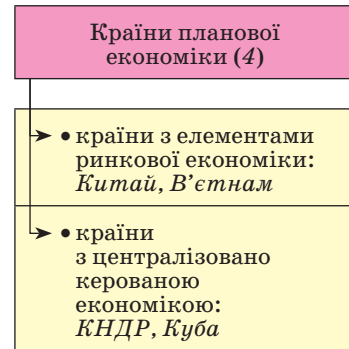 Країни планової
економіки (4)
• країни з елементами
ринкової економіки:
Китай, В’єтнам
• країни
з централізовано
керованою
економікою:
КНДР, Куба